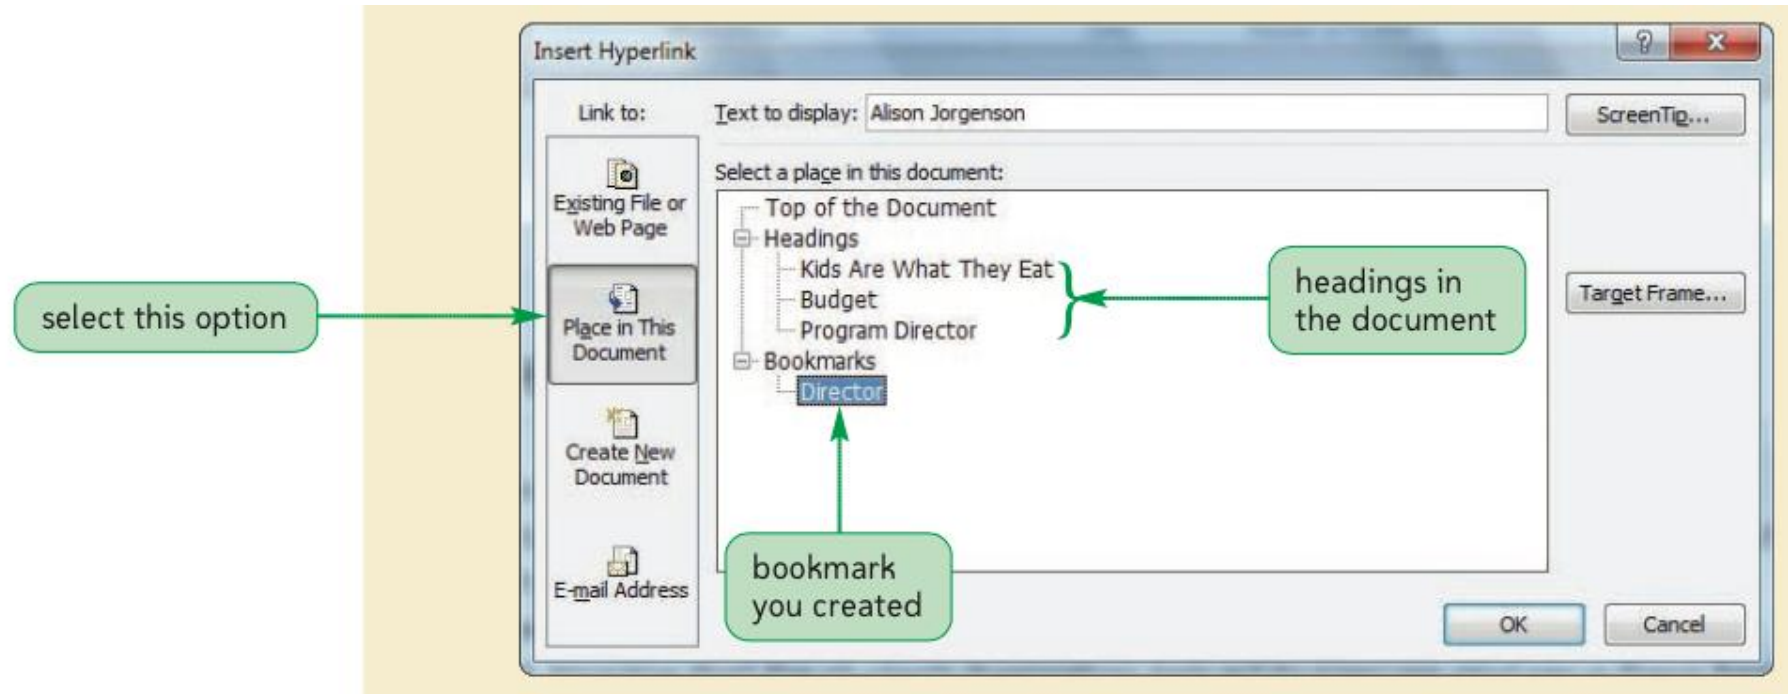 Insert Hyperlink
?
X
Link to:
Text to display: Alison Jorgenson
ScreenTip...
Existing File or
Web Page
Place in This
Document
Create New
Document
E-mail Address
Select a place in this document:
Top of the Document
Headings
Kids Are What They Eat
Budget
Program Director
Bookmarks
Director
Target Frame...
OK
Cancel
select this option
headings in
the document
bookmark
you created